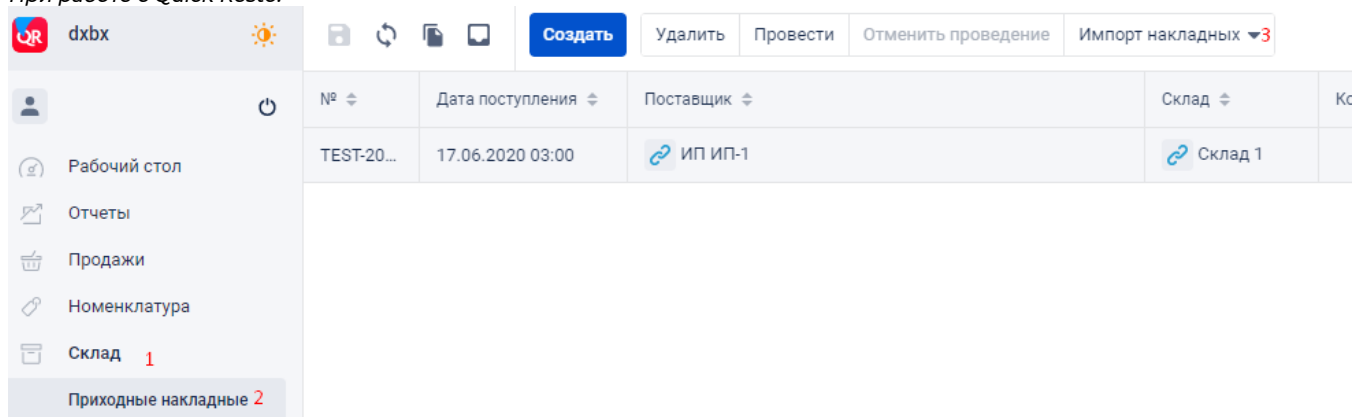 При работе с Quick Resto:
QR dxbx
Создать Удалить Провести Отменить проведение Импорт накладных 3
№ Дата поступления Поставщик Склад Ко
TEST-20... 17.06.2020 03:00 ИП ИП-1 Склад 1
Рабочий стол
Отчеты
Продажи
Номенклатура
Склад 1
Приходные накладные 2